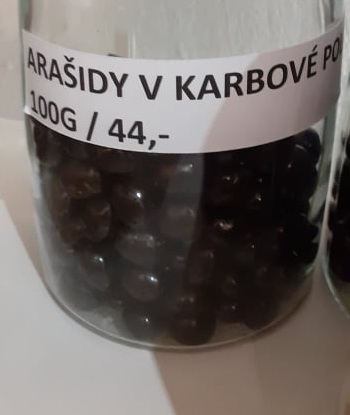 ARAŠIDY V KARBOVÉ
100G / 44,-